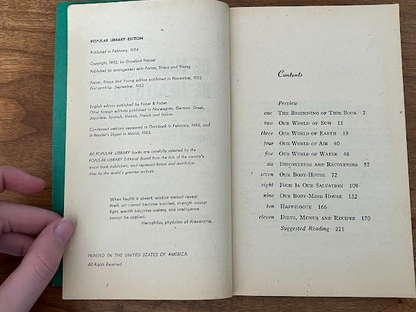 POPULAR LIBRARY EDITION
Published in February, 1954
Copyright, 1952, by Gayelord Hauser
Published by arrangement with Farrar, Straus and Young
Farrar, Straus and Young edition published in November, 1952
First printing: September, 1952
English edition published by Faber & Faber
Other foreign editions published in Norwegian, German, Greek,
Japanese, Spanish, Danish, French and Italian.
Condensed versions appeared in Omnibook in February, 1953, and
in Reader's Digest in March, 1953.
All POPULAR LIBRARY books are carefully selected by the
POPULAR LIBRARY Editorial Board from the lists of the country's
major book publishers, and represent fiction and non-fiction
titles by the world's greatest authors.
"When health is absent, wisdom cannot reveal
itself, art cannot become manifest, strength cannot
fight, wealth becomes useless, and intelligence
cannot be applied.
Herophilus, physician of Alexandria.
PRINTED IN THE UNITED STATES OF AMERICA
All Rights Reserved
Contents
Preview
one THE BEGINNING OF THIS BOOK 7
two OUR WORLD OF SUN 11
three OUR WORLD OF EARTH 19
four OUR WORLD OF AIR 40
five OUR WORLD OF WATER 48
six DISCOVERIES AND RECOVERIES 57
seven OUR BODY-HOUSE 72
eight FOOD IS OUR SALVATION 109
nine OUR BODY-MIND HOUSE 132
ten HAPPILOGUE 166
eleven DIETS, MENUS AND RECIPES 170
Suggested Reading 221